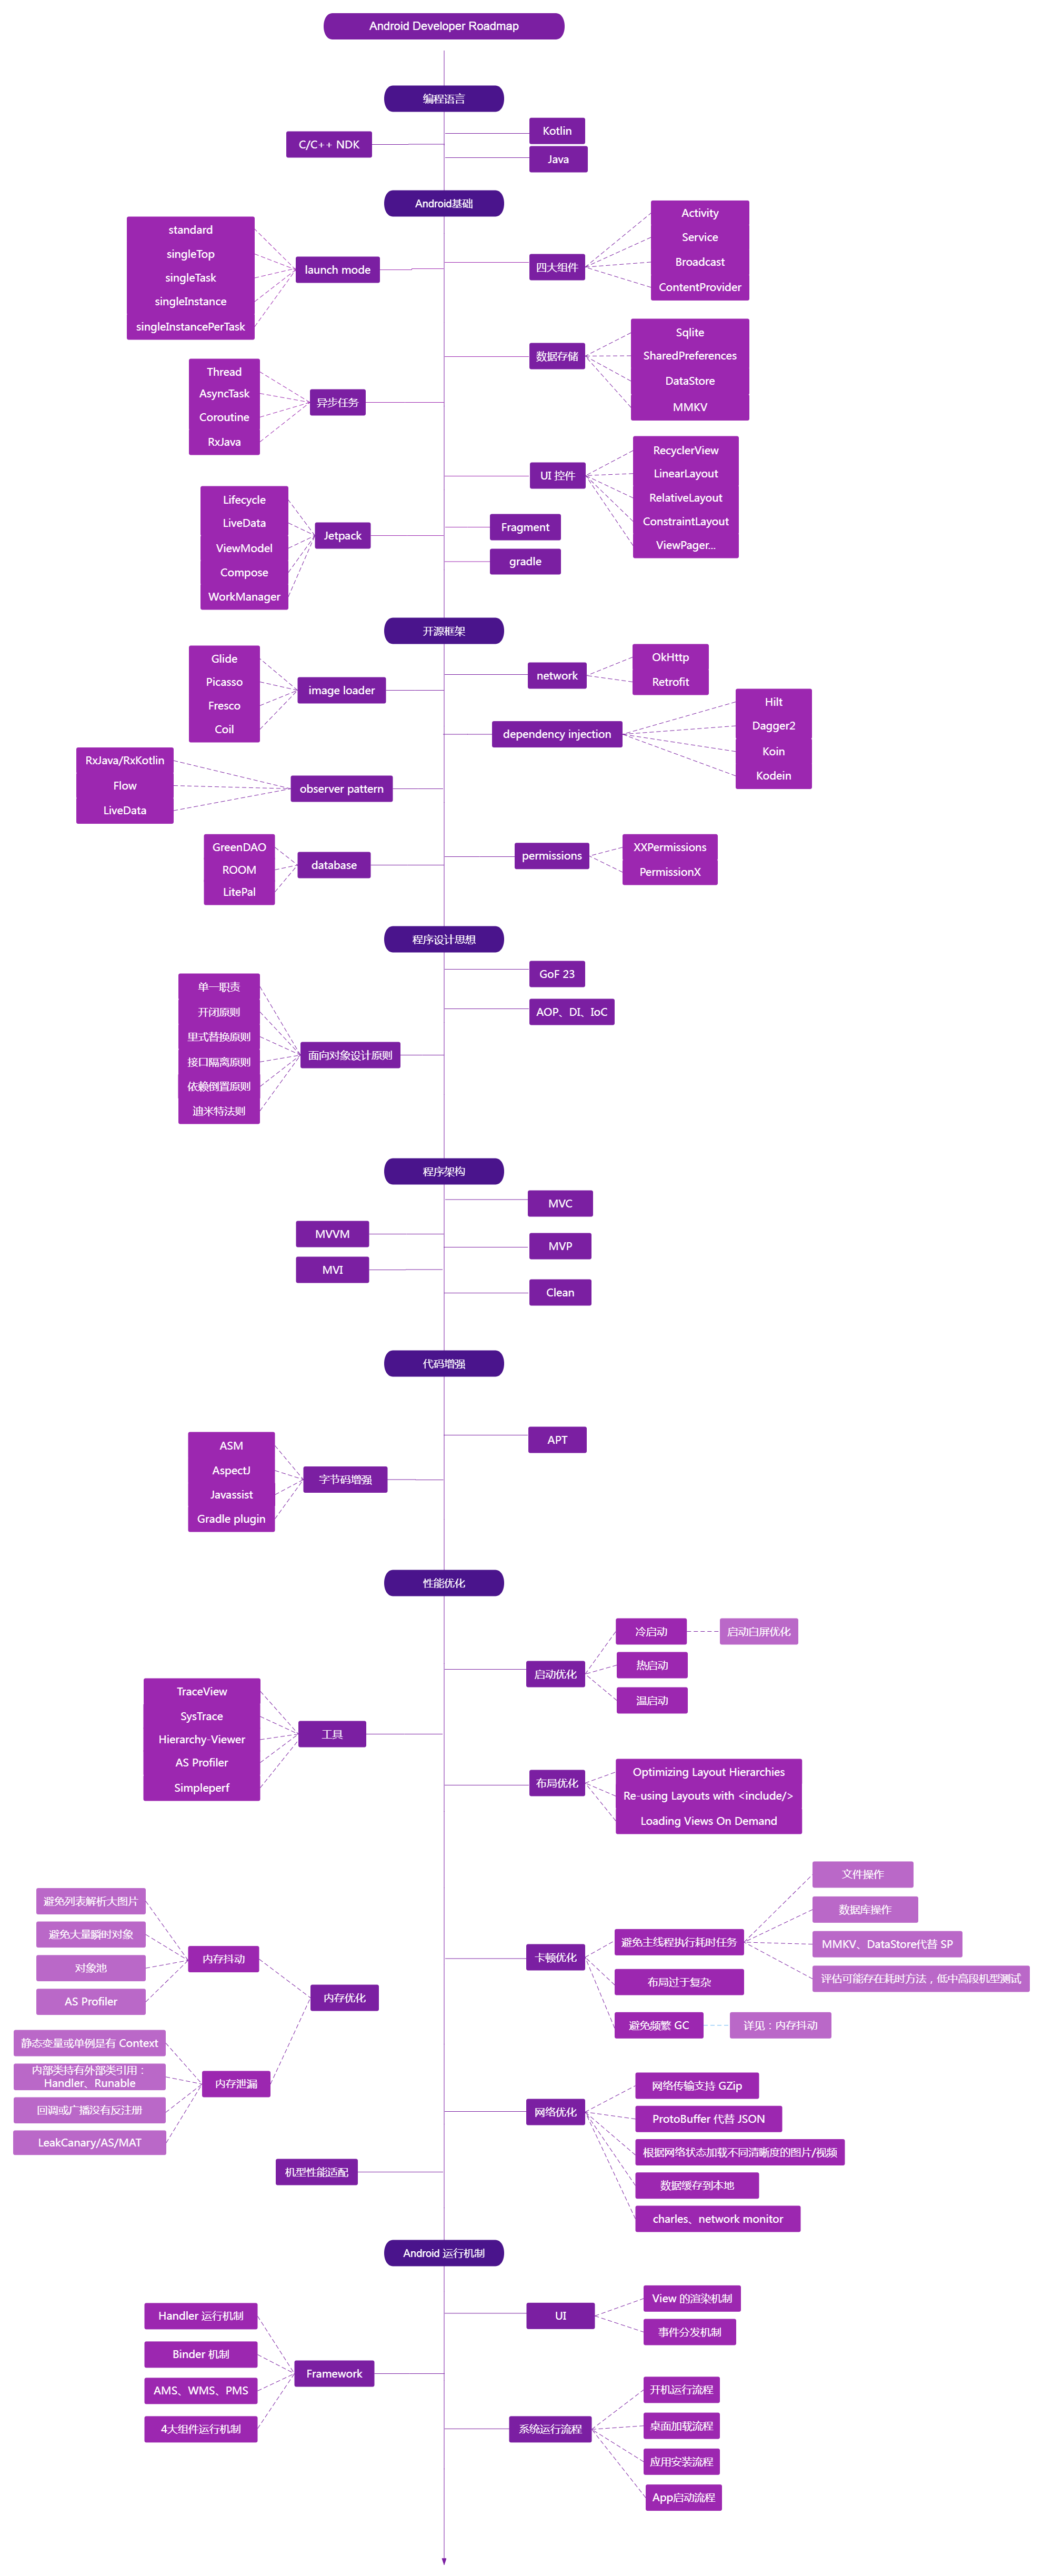 Android Developer Roadmap
编程语言
C/C++ NDK
Kotlin
Java
Android基础
standard
singleTop
singleTask
singleInstance
singleInstancePerTask
launch mode
四大组件
Activity
Service
Broadcast
ContentProvider
数据存储
Sqlite
SharedPreferences
DataStore
MMKV
Thread
AsyncTask
Coroutine
RxJava
异步任务
UI 控件
RecyclerView
LinearLayout
RelativeLayout
ConstraintLayout
ViewPager...
Lifecycle
LiveData
ViewModel
Compose
WorkManager
Jetpack
Fragment
gradle
开源框架
Glide
Picasso
Fresco
Coil
image loader
network
OkHttp
Retrofit
dependency injection
Hilt
Dagger2
Koin
Kodein
RxJava/RxKotlin
Flow
LiveData
observer pattern
GreenDAO
ROOM
LitePal
database
permissions
XXPermissions
PermissionX
程序设计思想
GoF 23
AOP、DI、IoC
单一职责
开闭原则
里式替换原则
接口隔离原则
依赖倒置原则
迪米特法则
面向对象设计原则
程序架构
MVC
MVVM
MVP
MVI
Clean
代码增强
APT
ASM
AspectJ
Javassist
Gradle plugin
字节码增强
性能优化
启动优化
冷启动
启动白屏优化
热启动
温启动
TraceView
SysTrace
Hierarchy-Viewer
AS Profiler
Simpleperf
工具
布局优化
Optimizing Layout Hierarchies
Re-using Layouts with <include/>
Loading Views On Demand
避免列表解析大图片
避免大量瞬时对象
对象池
AS Profiler
内存抖动
内存优化
静态变量或单例是有 Context
内部类持有外部类引用：
Handler、Runable
回调或广播没有反注册
LeakCanary/AS/MAT
内存泄漏
卡顿优化
避免主线程执行耗时任务
文件操作
数据库操作
MMKV、DataStore代替 SP
评估可能存在耗时方法，低中高段机型测试
布局过于复杂
避免频繁 GC
详见：内存抖动
网络优化
网络传输支持 GZip
ProtoBuffer 代替 JSON
根据网络状态加载不同清晰度的图片/视频
数据缓存到本地
charles、network monitor
机型性能适配
Android 运行机制
UI
View 的渲染机制
事件分发机制
Handler 运行机制
Binder 机制
AMS、WMS、PMS
4大组件运行机制
Framework
系统运行流程
开机运行流程
桌面加载流程
应用安装流程
App启动流程